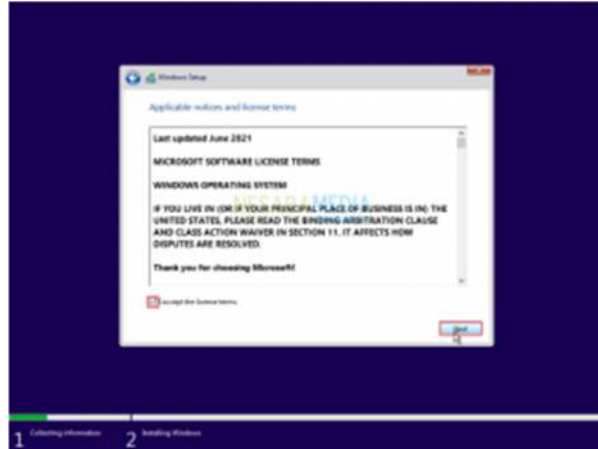 Windows Setup
Applicable notices and license terms
Last updated June 2021
MICROSOFT SOFTWARE LICENSE TERMS
WINDOWS OPERATING SYSTEM
NESABAMEDIA
IF YOU LIVE IN (OR IF YOUR PRINCIPAL PLACE OF BUSINESS IS IN) THE
UNITED STATES, PLEASE READ THE BINDING ARBITRATION CLAUSE
AND CLASS ACTION WAIVER IN SECTION 11. IT AFFECTS HOW
DISPUTES ARE RESOLVED.
Thank you for choosing Microsoft!
I accept the license terms
Next
1 Collecting information
2 Installing Windows